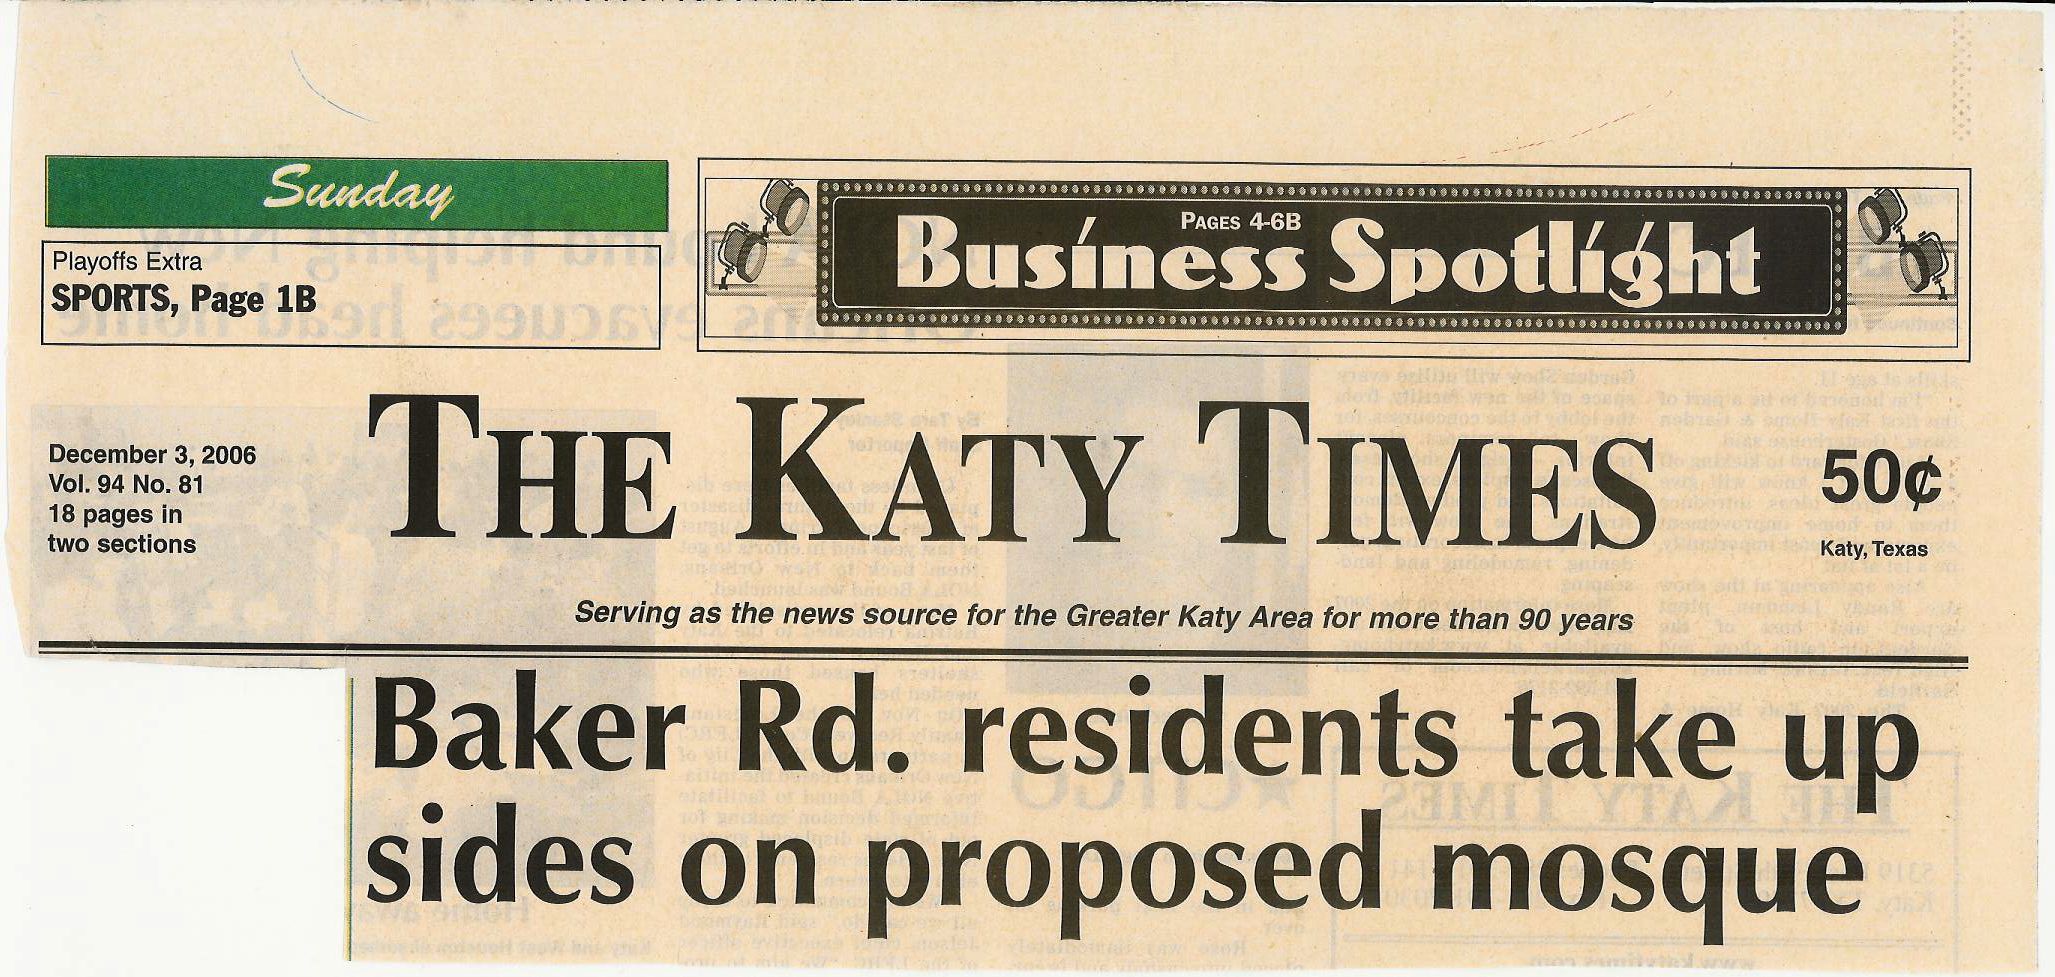 Sunday
Playoffs Extra
SPORTS, Page 1B
PAGES 4-6B
Business Spotlight
December 3, 2006
Vol. 94 No. 81
18 pages in
two sections
THE KATY TIMES
50¢
Katy, Texas
Serving as the news source for the Greater Katy Area for more than 90 years
Baker Rd. residents take up
sides on proposed mosque